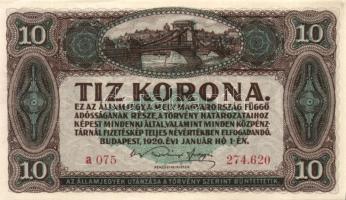 10 10
TIZ KORONA.
EZ AZ ÁLLAMJEGY A MELY MAGYARORSZÁG FÜGGŐ
ADÓSSÁGÁNAK RÉSZE, A TÖRVÉNY HATÁROZATAIHOZ
KÉPEST MINDENKI ÁLTAL, VALAMINT MINDEN KÖZPÉNZ-
TÁRNÁL FIZETÉSKÉP TELJES NÉVÉRTÉKBEN ELFOGADANDÓ.
BUDAPEST, 1920. ÉVI JANUÁR HÓ 1-ÉN.
a 075 274.620
PÉNZÜGYMINISTER
10 10
AZ ÁLLAMJEGYEK UTÁNZÁSA A TÖRVÉNY SZERINT BÜNTETTETIK.